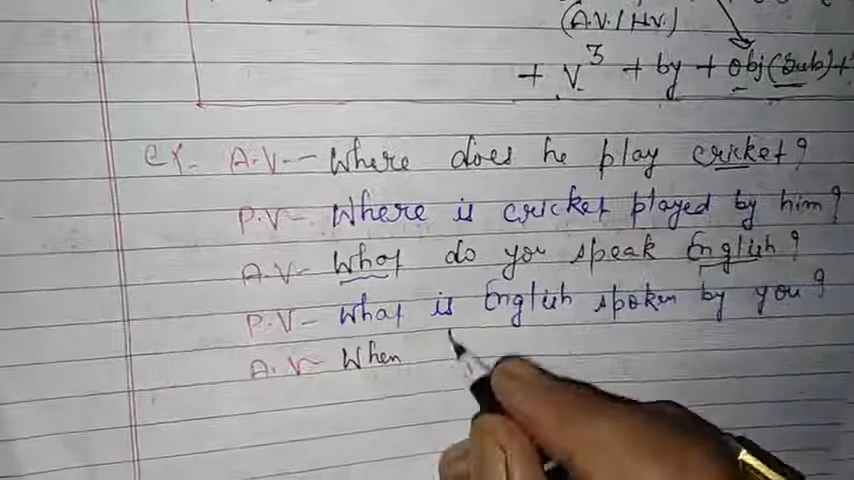 (A.V./H.V.)
+ V3 + by + obj(Sub)+
ex. A.V-- Where does he play cricket?
P.V- Where is cricket played by him?
A.V- What do you speak English?
P.V- What is English spoken by you?
A.V- When